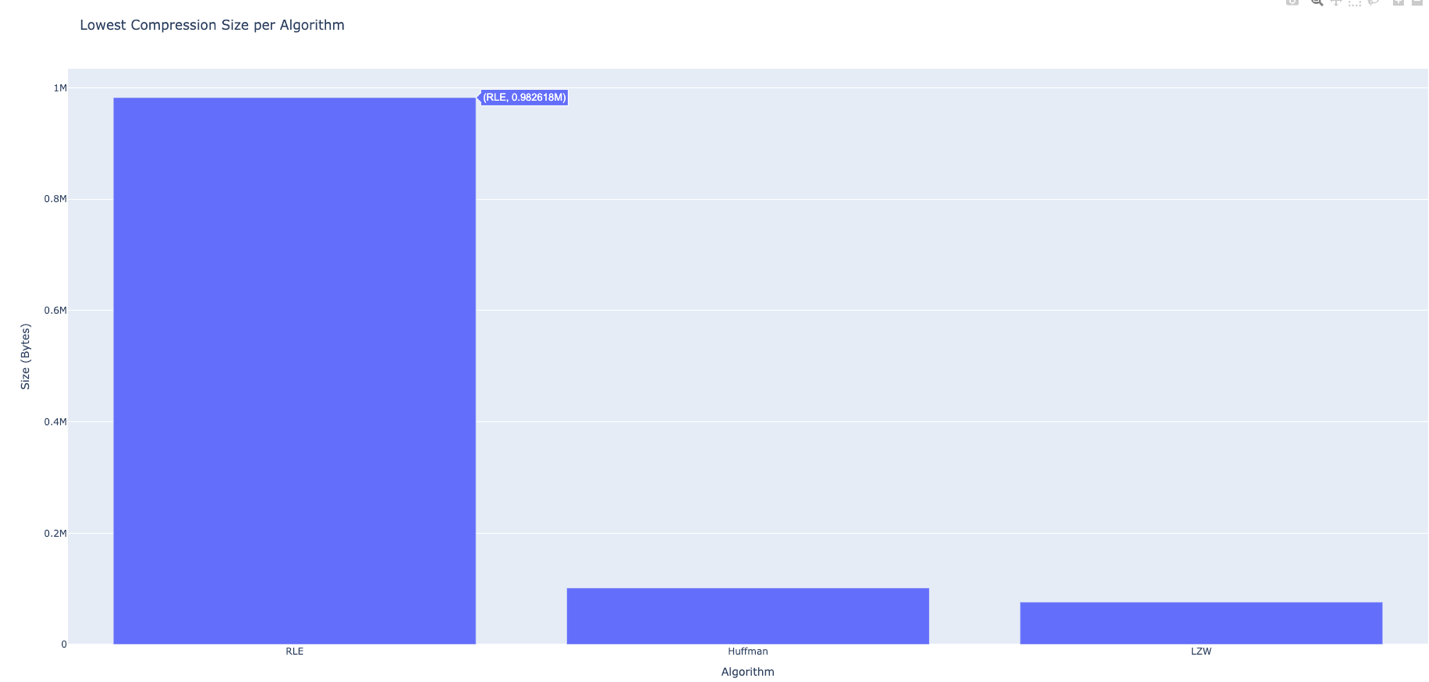 Lowest Compression Size per Algorithm
1M
(RLE, 0.982618M)
0.8M
0.6M
Size (Bytes)
0.4M
0.2M
0
RLE
Huffman
LZW
Algorithm